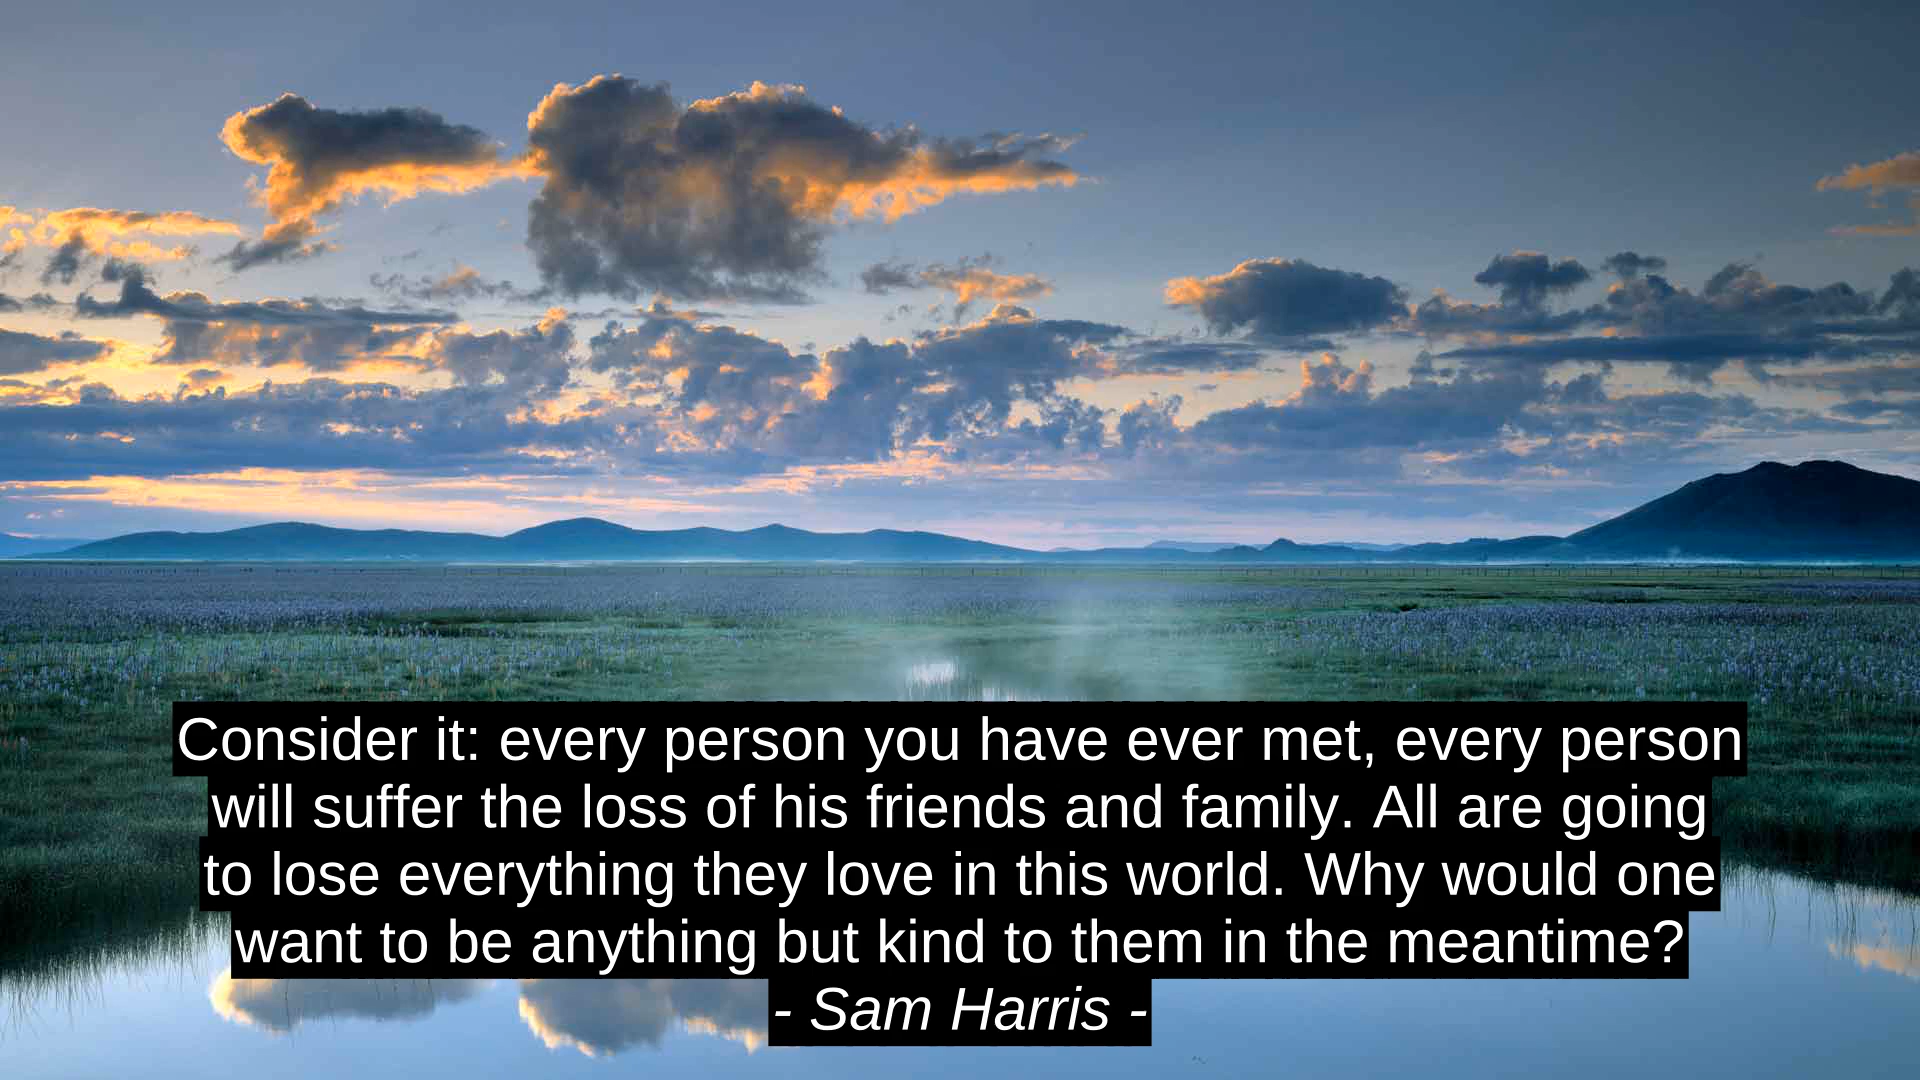 Consider it: every person you have ever met, every person
will suffer the loss of his friends and family. All are going
to lose everything they love in this world. Why would one
want to be anything but kind to them in the meantime?
- Sam Harris -